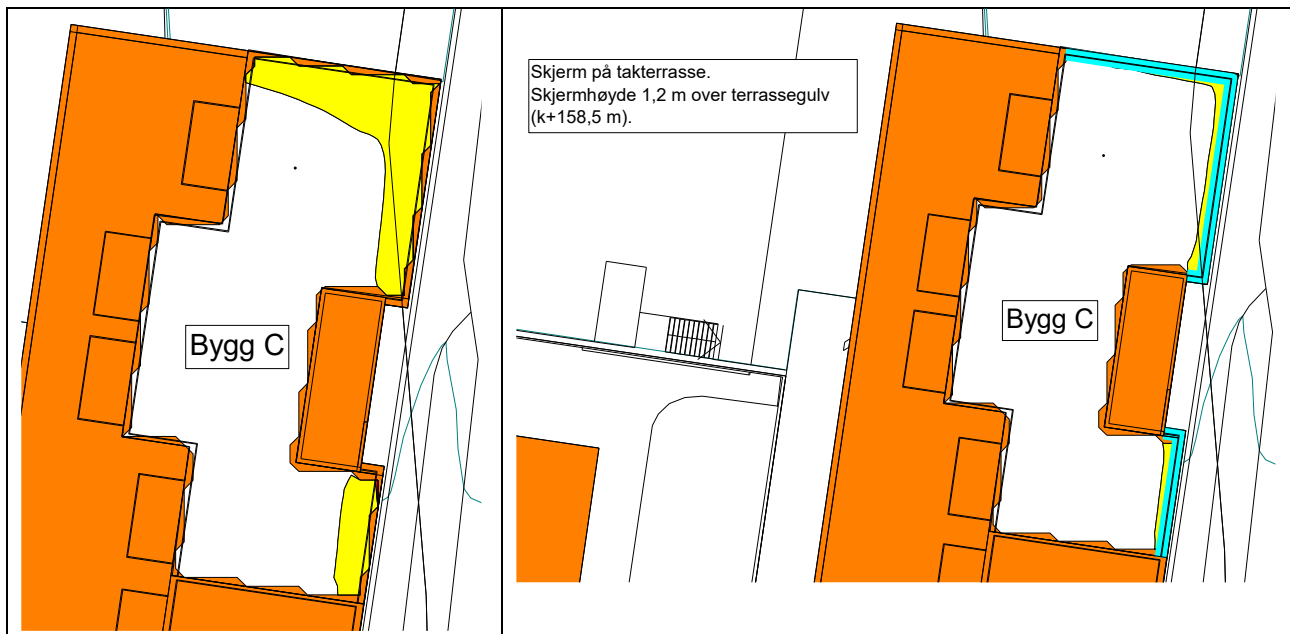 Bygg C
Skjerm på takterrasse.
Skjermhøyde 1,2 m over terrassegulv
(k+158,5 m).
Bygg C